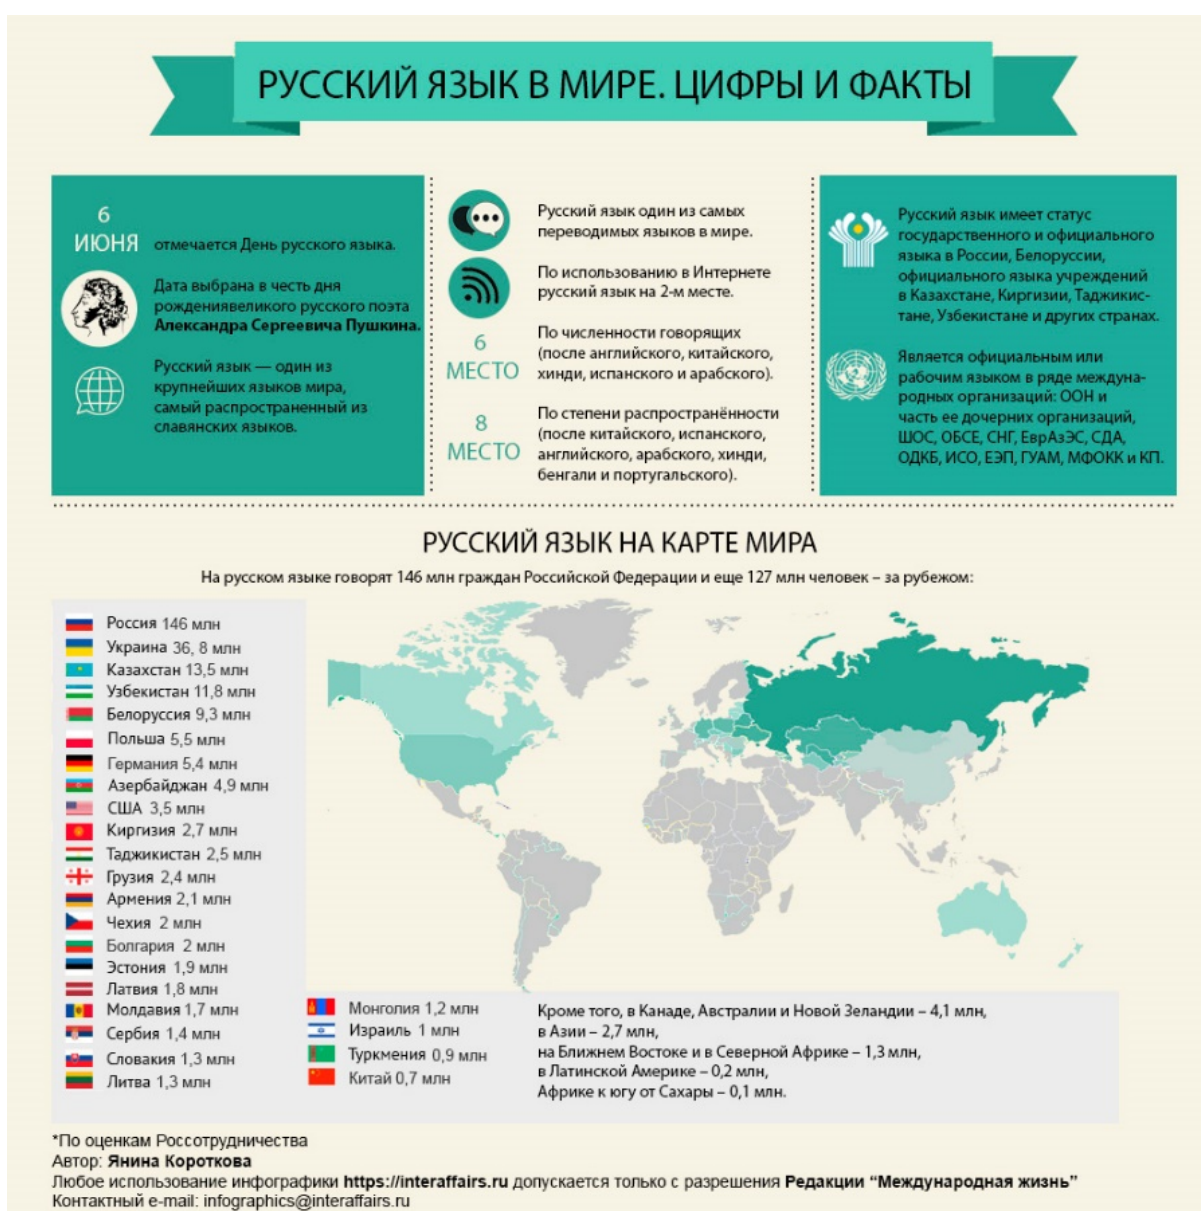 РУССКИЙ ЯЗЫК В МИРЕ. ЦИФРЫ И ФАКТЫ
6
ИЮНЯ
отмечается День русского языка.
Дата выбрана в честь дня
рождениявеликого русского поэта
Александра Сергеевича Пушкина.
Русский язык — один из
крупнейших языков мира,
самый распространенный из
славянских языков.
Русский язык один из самых
переводимых языков в мире.
По использованию в Интернете
русский язык на 2-м месте.
6
МЕСТО
По численности говорящих
(после английского, китайского,
хинди, испанского и арабского).
8
МЕСТО
По степени распространённости
(после китайского, испанского,
английского, арабского, хинди,
бенгали и португальского).
Русский язык имеет статус
государственного и официального
языка в России, Белоруссии,
официального языка учреждений
в Казахстане, Киргизии, Таджикис-
тане, Узбекистане и других странах.
Является официальным или
рабочим языком в ряде междуна-
родных организаций: ООН и
часть ее дочерних организаций,
ШОС, ОБСЕ, СНГ, ЕврАзЭС, СДА,
ОДКБ, ИСО, ЕЭП, ГУАМ, МФОКК и КП.
РУССКИЙ ЯЗЫК НА КАРТЕ МИРА
На русском языке говорят 146 млн граждан Российской Федерации и еще 127 млн человек – за рубежом:
Россия 146 млн
Украина 36, 8 млн
Казахстан 13,5 млн
Узбекистан 11,8 млн
Белоруссия 9,3 млн
Польша 5,5 млн
Германия 5,4 млн
Азербайджан 4,9 млн
США 3,5 млн
Киргизия 2,7 млн
Таджикистан 2,5 млн
Грузия 2,4 млн
Армения 2,1 млн
Чехия 2 млн
Болгария 2 млн
Эстония 1,9 млн
Латвия 1,8 млн
Молдавия 1,7 млн
Сербия 1,4 млн
Словакия 1,3 млн
Литва 1,3 млн
Монголия 1,2 млн
Израиль 1 млн
Туркмения 0,9 млн
Китай 0,7 млн
Кроме того, в Канаде, Австралии и Новой Зеландии – 4,1 млн,
в Азии – 2,7 млн,
на Ближнем Востоке и в Северной Африке – 1,3 млн,
в Латинской Америке – 0,2 млн,
Африке к югу от Сахары – 0,1 млн.
*По оценкам Россотрудничества
Автор: Янина Короткова
Любое использование инфографики https://interaffairs.ru допускается только с разрешения Редакции “Международная жизнь”
Контактный e-mail: infographics@interaffairs.ru